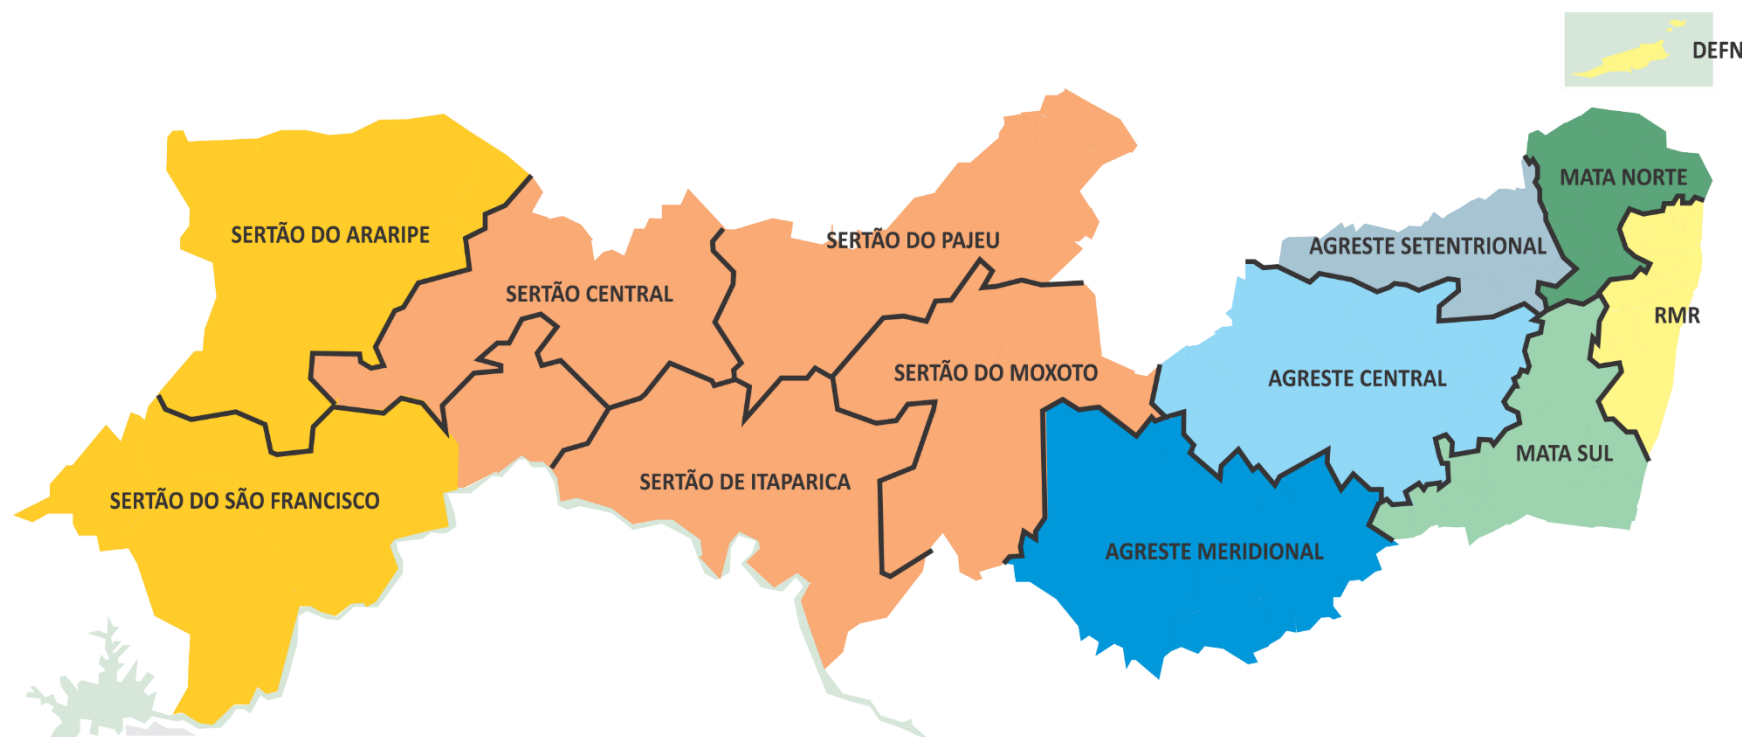 DEFN
MATA NORTE
SERTÃO DO ARARIPE
SERTÃO DO PAJEU
AGRESTE SETENTRIONAL
SERTÃO CENTRAL
RMR
SERTÃO DO MOXOTO
AGRESTE CENTRAL
MATA SUL
SERTÃO DE ITAPARICA
SERTÃO DO SÃO FRANCISCO
AGRESTE MERIDIONAL